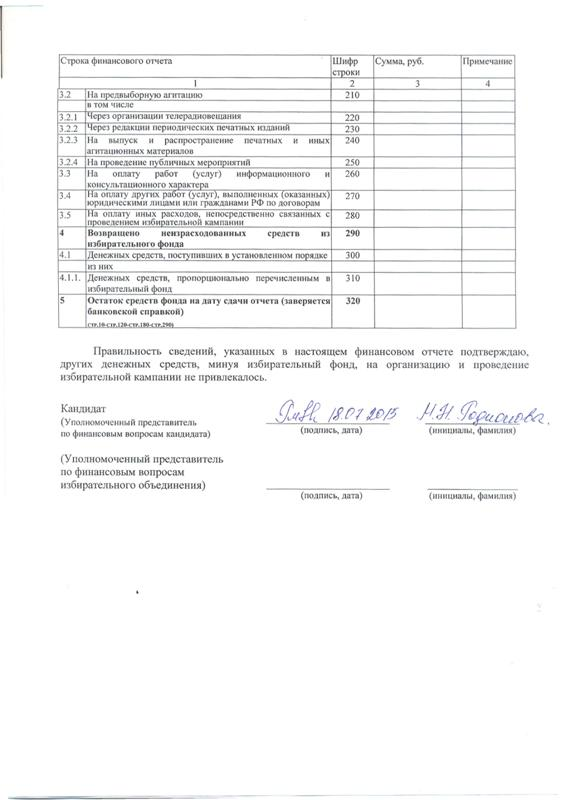 Строка финансового отчета Шифр строки Сумма, руб. Примечание
1 2 3 4
3.2 На предвыборную агитацию 210
в том числе
3.2.1 Через организации телерадиовещания 220
3.2.2 Через редакции периодических печатных изданий 230
3.2.3 На выпуск и распространение печатных и иных 240
агитационных материалов
3.2.4 На проведение публичных мероприятий 250
3.3 На оплату работ (услуг) информационного и 260
консультационного характера
3.4 На оплату других работ (услуг), выполненных (оказанных) 270
юридическими лицами или гражданами РФ по договорам
3.5 На оплату иных расходов, непосредственно связанных с 280
проведением избирательной кампании
4 Возвращено неизрасходованных средств из 290
избирательного фонда
4.1 Денежных средств, поступивших в установленном порядке 300
из них
4.1.1. Денежных средств, пропорционально перечисленным в 310
избирательный фонд
5 Остаток средств фонда на дату сдачи отчета (заверяется 320
банковской справкой)
(стр.10-стр.120-стр.180-стр.290)
Правильность сведений, указанных в настоящем финансовом отчете подтверждаю,
других денежных средств, минуя избирательный фонд, на организацию и проведение
избирательной кампании не привлекалось.
Кандидат
(Уполномоченный представитель 18.07.2015 М.Н. Родионова.
по финансовым вопросам кандидата) (подпись, дата) (инициалы, фамилия)
(Уполномоченный представитель
по финансовым вопросам
избирательного объединения)
(подпись, дата) (инициалы, фамилия)